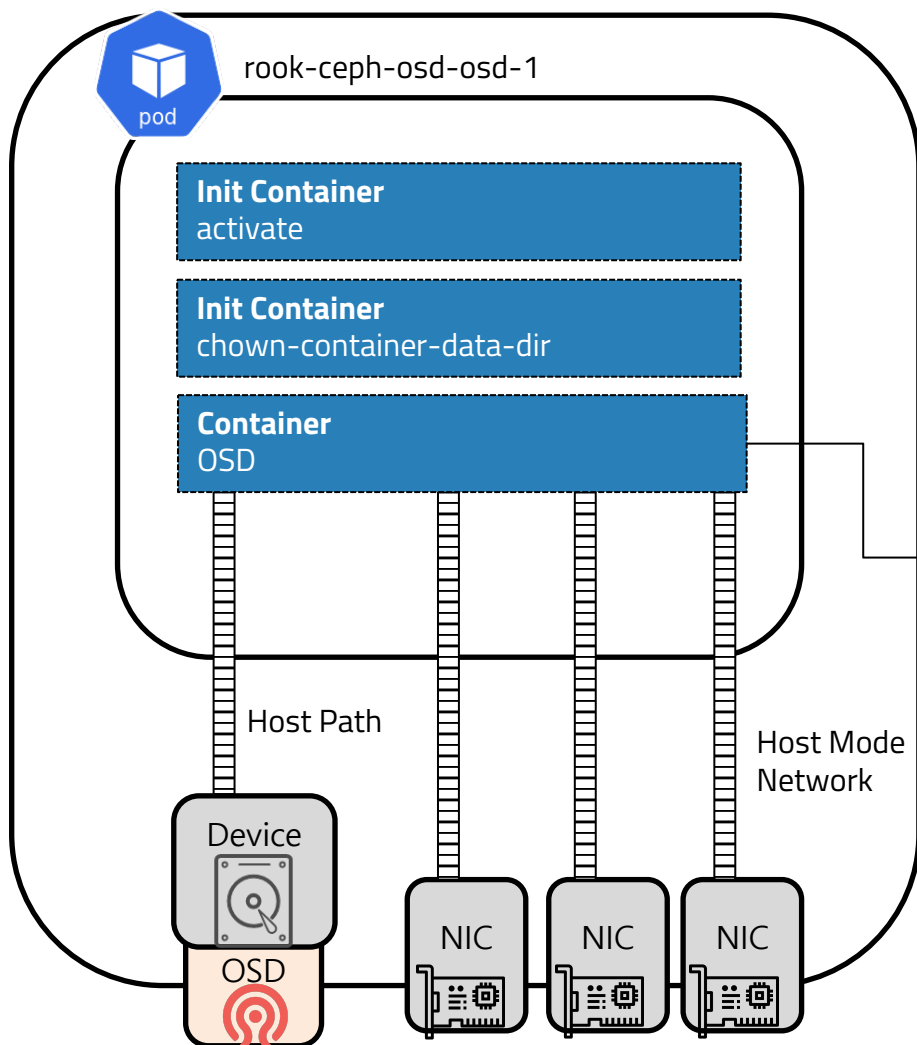 rook-ceph-osd-osd-1
pod
Init Container
activate
Init Container
chown-container-data-dir
Container
OSD
Host Path
Host Mode
Network
Device
OSD
NIC
NIC
NIC